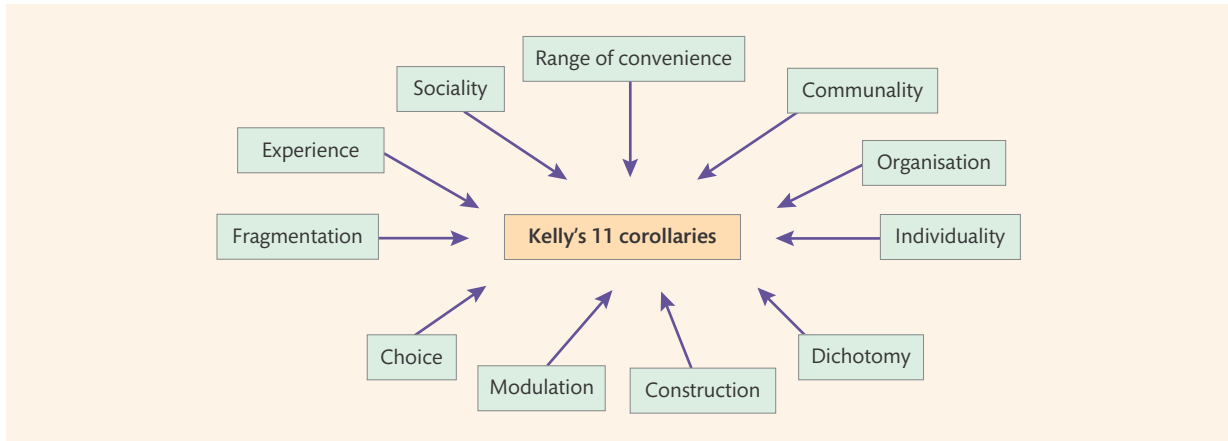 Range of convenience
Sociality
Communality
Experience
Organisation
Fragmentation
Kelly's 11 corollaries
Individuality
Choice
Dichotomy
Modulation
Construction